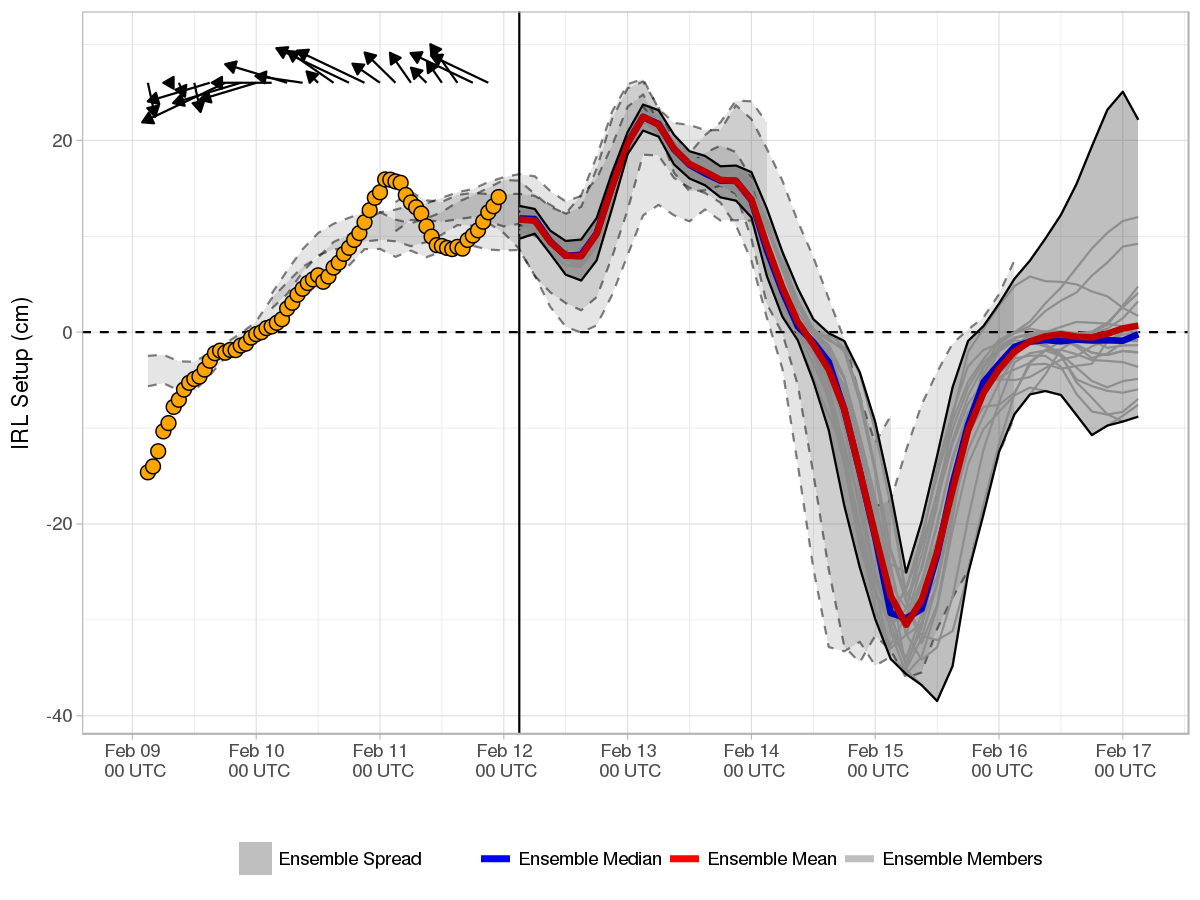 IRL Setup (cm)
20
0
-20
-40
Feb 09 Feb 10 Feb 11 Feb 12 Feb 13 Feb 14 Feb 15 Feb 16 Feb 17
00 UTC 00 UTC 00 UTC 00 UTC 00 UTC 00 UTC 00 UTC 00 UTC 00 UTC
Ensemble Spread Ensemble Median Ensemble Mean Ensemble Members